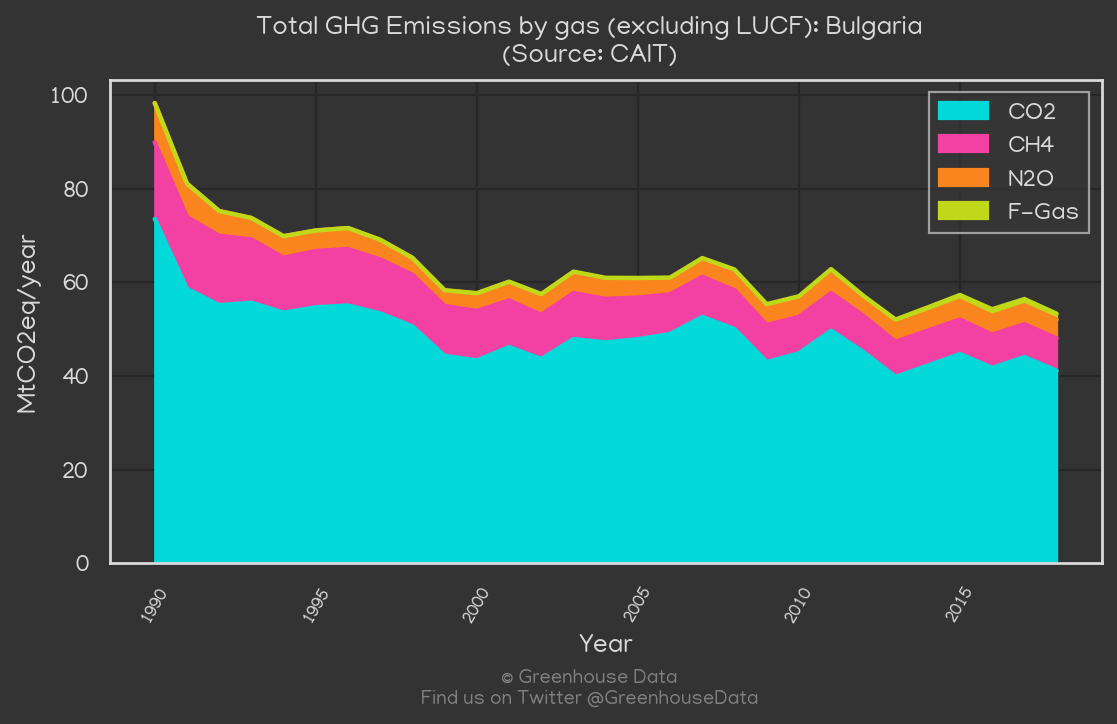 Total GHG Emissions by gas (excluding LUCF): Bulgaria
(Source: CAIT)
100
80
60
40
20
0
MtCO2eq/year
CO2
CH4
N2O
F-Gas
1990
1995
2000
2005
2010
2015
Year
© Greenhouse Data
Find us on Twitter @GreenhouseData